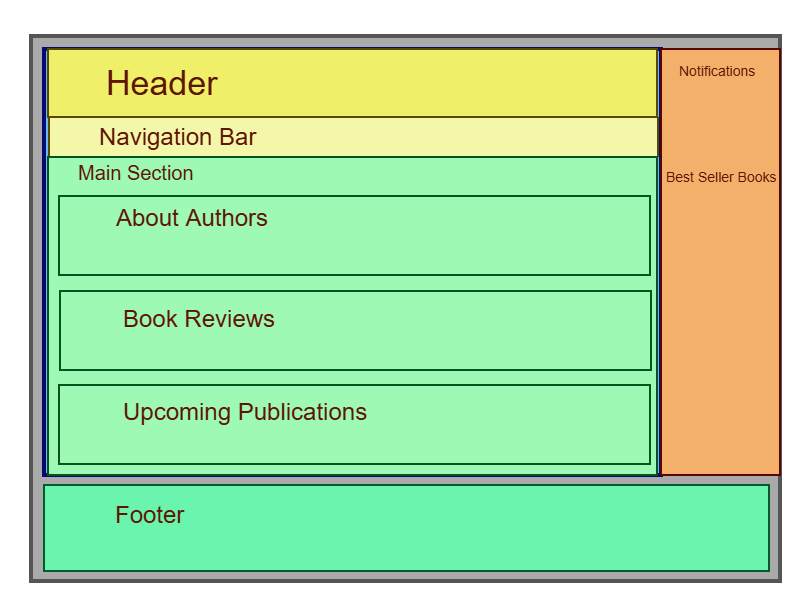 Header
Navigation Bar
Main Section
About Authors
Book Reviews
Upcoming Publications
Notifications
Best Seller Books
Footer